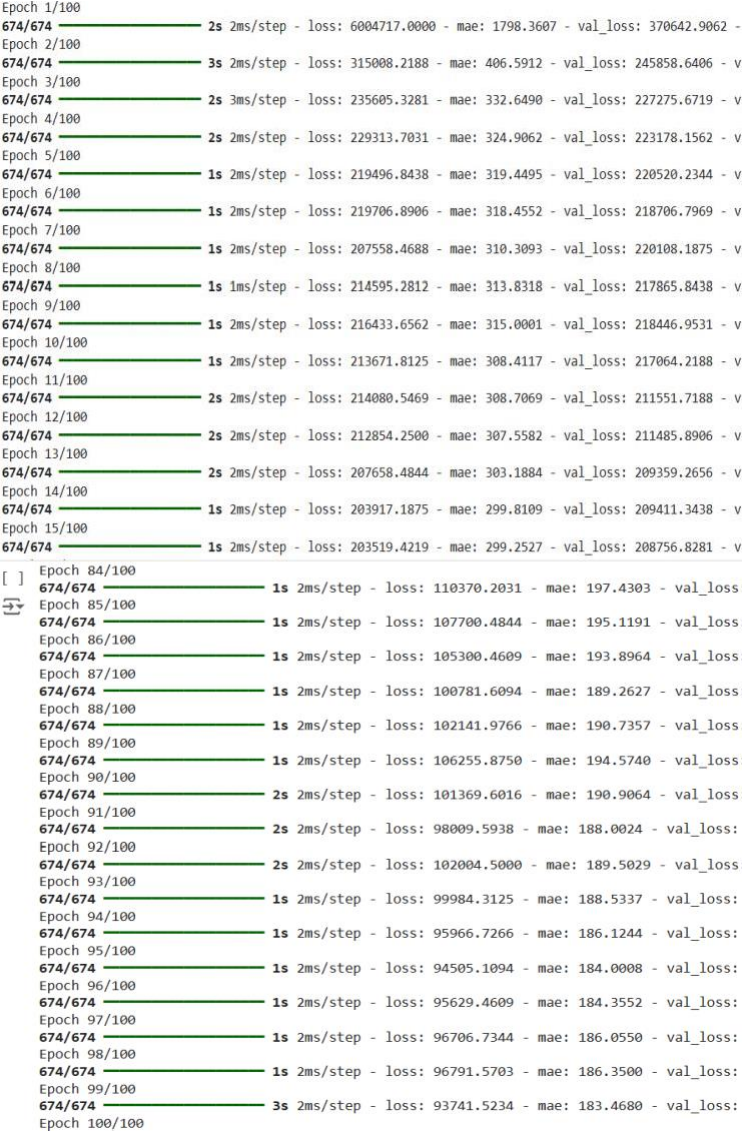 Epoch 1/100
674/674 ━━━━━━━━━━━━━━━━━━━━ 2s 2ms/step - loss: 6004717.0000 - mae: 1798.3607 - val_loss: 370642.9062 -
Epoch 2/100
674/674 ━━━━━━━━━━━━━━━━━━━━ 3s 2ms/step - loss: 315008.2188 - mae: 406.5912 - val_loss: 245858.6406 - v
Epoch 3/100
674/674 ━━━━━━━━━━━━━━━━━━━━ 2s 3ms/step - loss: 235605.3281 - mae: 332.6490 - val_loss: 227275.6719 - v
Epoch 4/100
674/674 ━━━━━━━━━━━━━━━━━━━━ 2s 2ms/step - loss: 229313.7031 - mae: 324.9062 - val_loss: 223178.1562 - v
Epoch 5/100
674/674 ━━━━━━━━━━━━━━━━━━━━ 1s 2ms/step - loss: 219496.8438 - mae: 319.4495 - val_loss: 220520.2344 - v
Epoch 6/100
674/674 ━━━━━━━━━━━━━━━━━━━━ 1s 2ms/step - loss: 219706.8906 - mae: 318.4552 - val_loss: 218706.7969 - v
Epoch 7/100
674/674 ━━━━━━━━━━━━━━━━━━━━ 1s 2ms/step - loss: 207558.4688 - mae: 310.3093 - val_loss: 220108.1875 - v
Epoch 8/100
674/674 ━━━━━━━━━━━━━━━━━━━━ 1s 1ms/step - loss: 214595.2812 - mae: 313.8318 - val_loss: 217865.8438 - v
Epoch 9/100
674/674 ━━━━━━━━━━━━━━━━━━━━ 1s 2ms/step - loss: 216433.6562 - mae: 315.0001 - val_loss: 218446.9531 - v
Epoch 10/100
674/674 ━━━━━━━━━━━━━━━━━━━━ 1s 2ms/step - loss: 213671.8125 - mae: 308.4117 - val_loss: 217064.2188 - v
Epoch 11/100
674/674 ━━━━━━━━━━━━━━━━━━━━ 2s 2ms/step - loss: 214080.5469 - mae: 308.7069 - val_loss: 211551.7188 - v
Epoch 12/100
674/674 ━━━━━━━━━━━━━━━━━━━━ 2s 2ms/step - loss: 212854.2500 - mae: 307.5582 - val_loss: 211485.8906 - v
Epoch 13/100
674/674 ━━━━━━━━━━━━━━━━━━━━ 2s 2ms/step - loss: 207658.4844 - mae: 303.1884 - val_loss: 209359.2656 - v
Epoch 14/100
674/674 ━━━━━━━━━━━━━━━━━━━━ 1s 2ms/step - loss: 203917.1875 - mae: 299.8109 - val_loss: 209411.3438 - v
Epoch 15/100
674/674 ━━━━━━━━━━━━━━━━━━━━ 1s 2ms/step - loss: 203519.4219 - mae: 299.2527 - val_loss: 208756.8281 - v
[ ] Epoch 84/100
674/674 ━━━━━━━━━━━━━━━━━━━━ 1s 2ms/step - loss: 110370.2031 - mae: 197.4303 - val_loss
Epoch 85/100
674/674 ━━━━━━━━━━━━━━━━━━━━ 1s 2ms/step - loss: 107700.4844 - mae: 195.1191 - val_loss
Epoch 86/100
674/674 ━━━━━━━━━━━━━━━━━━━━ 1s 2ms/step - loss: 105300.4609 - mae: 193.8964 - val_loss
Epoch 87/100
674/674 ━━━━━━━━━━━━━━━━━━━━ 1s 2ms/step - loss: 100781.6094 - mae: 189.2627 - val_loss
Epoch 88/100
674/674 ━━━━━━━━━━━━━━━━━━━━ 1s 2ms/step - loss: 102141.9766 - mae: 190.7357 - val_loss
Epoch 89/100
674/674 ━━━━━━━━━━━━━━━━━━━━ 1s 2ms/step - loss: 106255.8750 - mae: 194.5740 - val_loss
Epoch 90/100
674/674 ━━━━━━━━━━━━━━━━━━━━ 2s 2ms/step - loss: 101369.6016 - mae: 190.9064 - val_loss
Epoch 91/100
674/674 ━━━━━━━━━━━━━━━━━━━━ 2s 2ms/step - loss: 98009.5938 - mae: 188.0024 - val_loss:
Epoch 92/100
674/674 ━━━━━━━━━━━━━━━━━━━━ 2s 2ms/step - loss: 102004.5000 - mae: 189.5029 - val_loss
Epoch 93/100
674/674 ━━━━━━━━━━━━━━━━━━━━ 1s 2ms/step - loss: 99984.3125 - mae: 188.5337 - val_loss:
Epoch 94/100
674/674 ━━━━━━━━━━━━━━━━━━━━ 1s 2ms/step - loss: 95966.7266 - mae: 186.1244 - val_loss:
Epoch 95/100
674/674 ━━━━━━━━━━━━━━━━━━━━ 1s 2ms/step - loss: 94505.1094 - mae: 184.0008 - val_loss:
Epoch 96/100
674/674 ━━━━━━━━━━━━━━━━━━━━ 1s 2ms/step - loss: 95629.4609 - mae: 184.3552 - val_loss:
Epoch 97/100
674/674 ━━━━━━━━━━━━━━━━━━━━ 1s 2ms/step - loss: 96706.7344 - mae: 186.0550 - val_loss:
Epoch 98/100
674/674 ━━━━━━━━━━━━━━━━━━━━ 1s 2ms/step - loss: 96791.5703 - mae: 186.3500 - val_loss:
Epoch 99/100
674/674 ━━━━━━━━━━━━━━━━━━━━ 3s 2ms/step - loss: 93741.5234 - mae: 183.4680 - val_loss:
Epoch 100/100